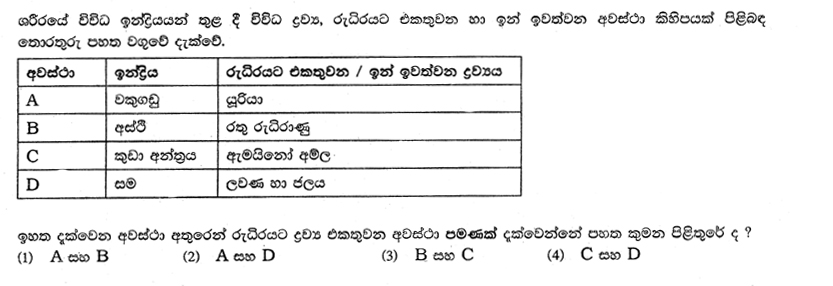 ශරීරයේ විවිධ ඉන්ද්‍රියයන් තුළ දී විවිධ ද්‍රව්‍ය, රුධිරයට එකතුවන හා ඉන් ඉවත්වන අවස්ථා කිහිපයක් පිළිබඳ
තොරතුරු පහත වගුවේ දැක්වේ.
අවස්ථා ඉන්ද්‍රිය රුධිරයට එකතුවන / ඉන් ඉවත්වන ද්‍රව්‍යය
A වකුගඩු යූරියා
B අස්ථි රතු රුධිරාණු
C කුඩා අන්ත්‍රය ඇමයිනෝ අම්ල
D සම ලවණ හා ජලය
ඉහත දැක්වෙන අවස්ථා අතුරෙන් රුධිරයට ද්‍රව්‍ය එකතුවන අවස්ථා පමණක් දැක්වෙන්නේ පහත කුමන පිළිතුරේ ද ?
(1) A සහ B (2) A සහ D (3) B සහ C (4) C සහ D